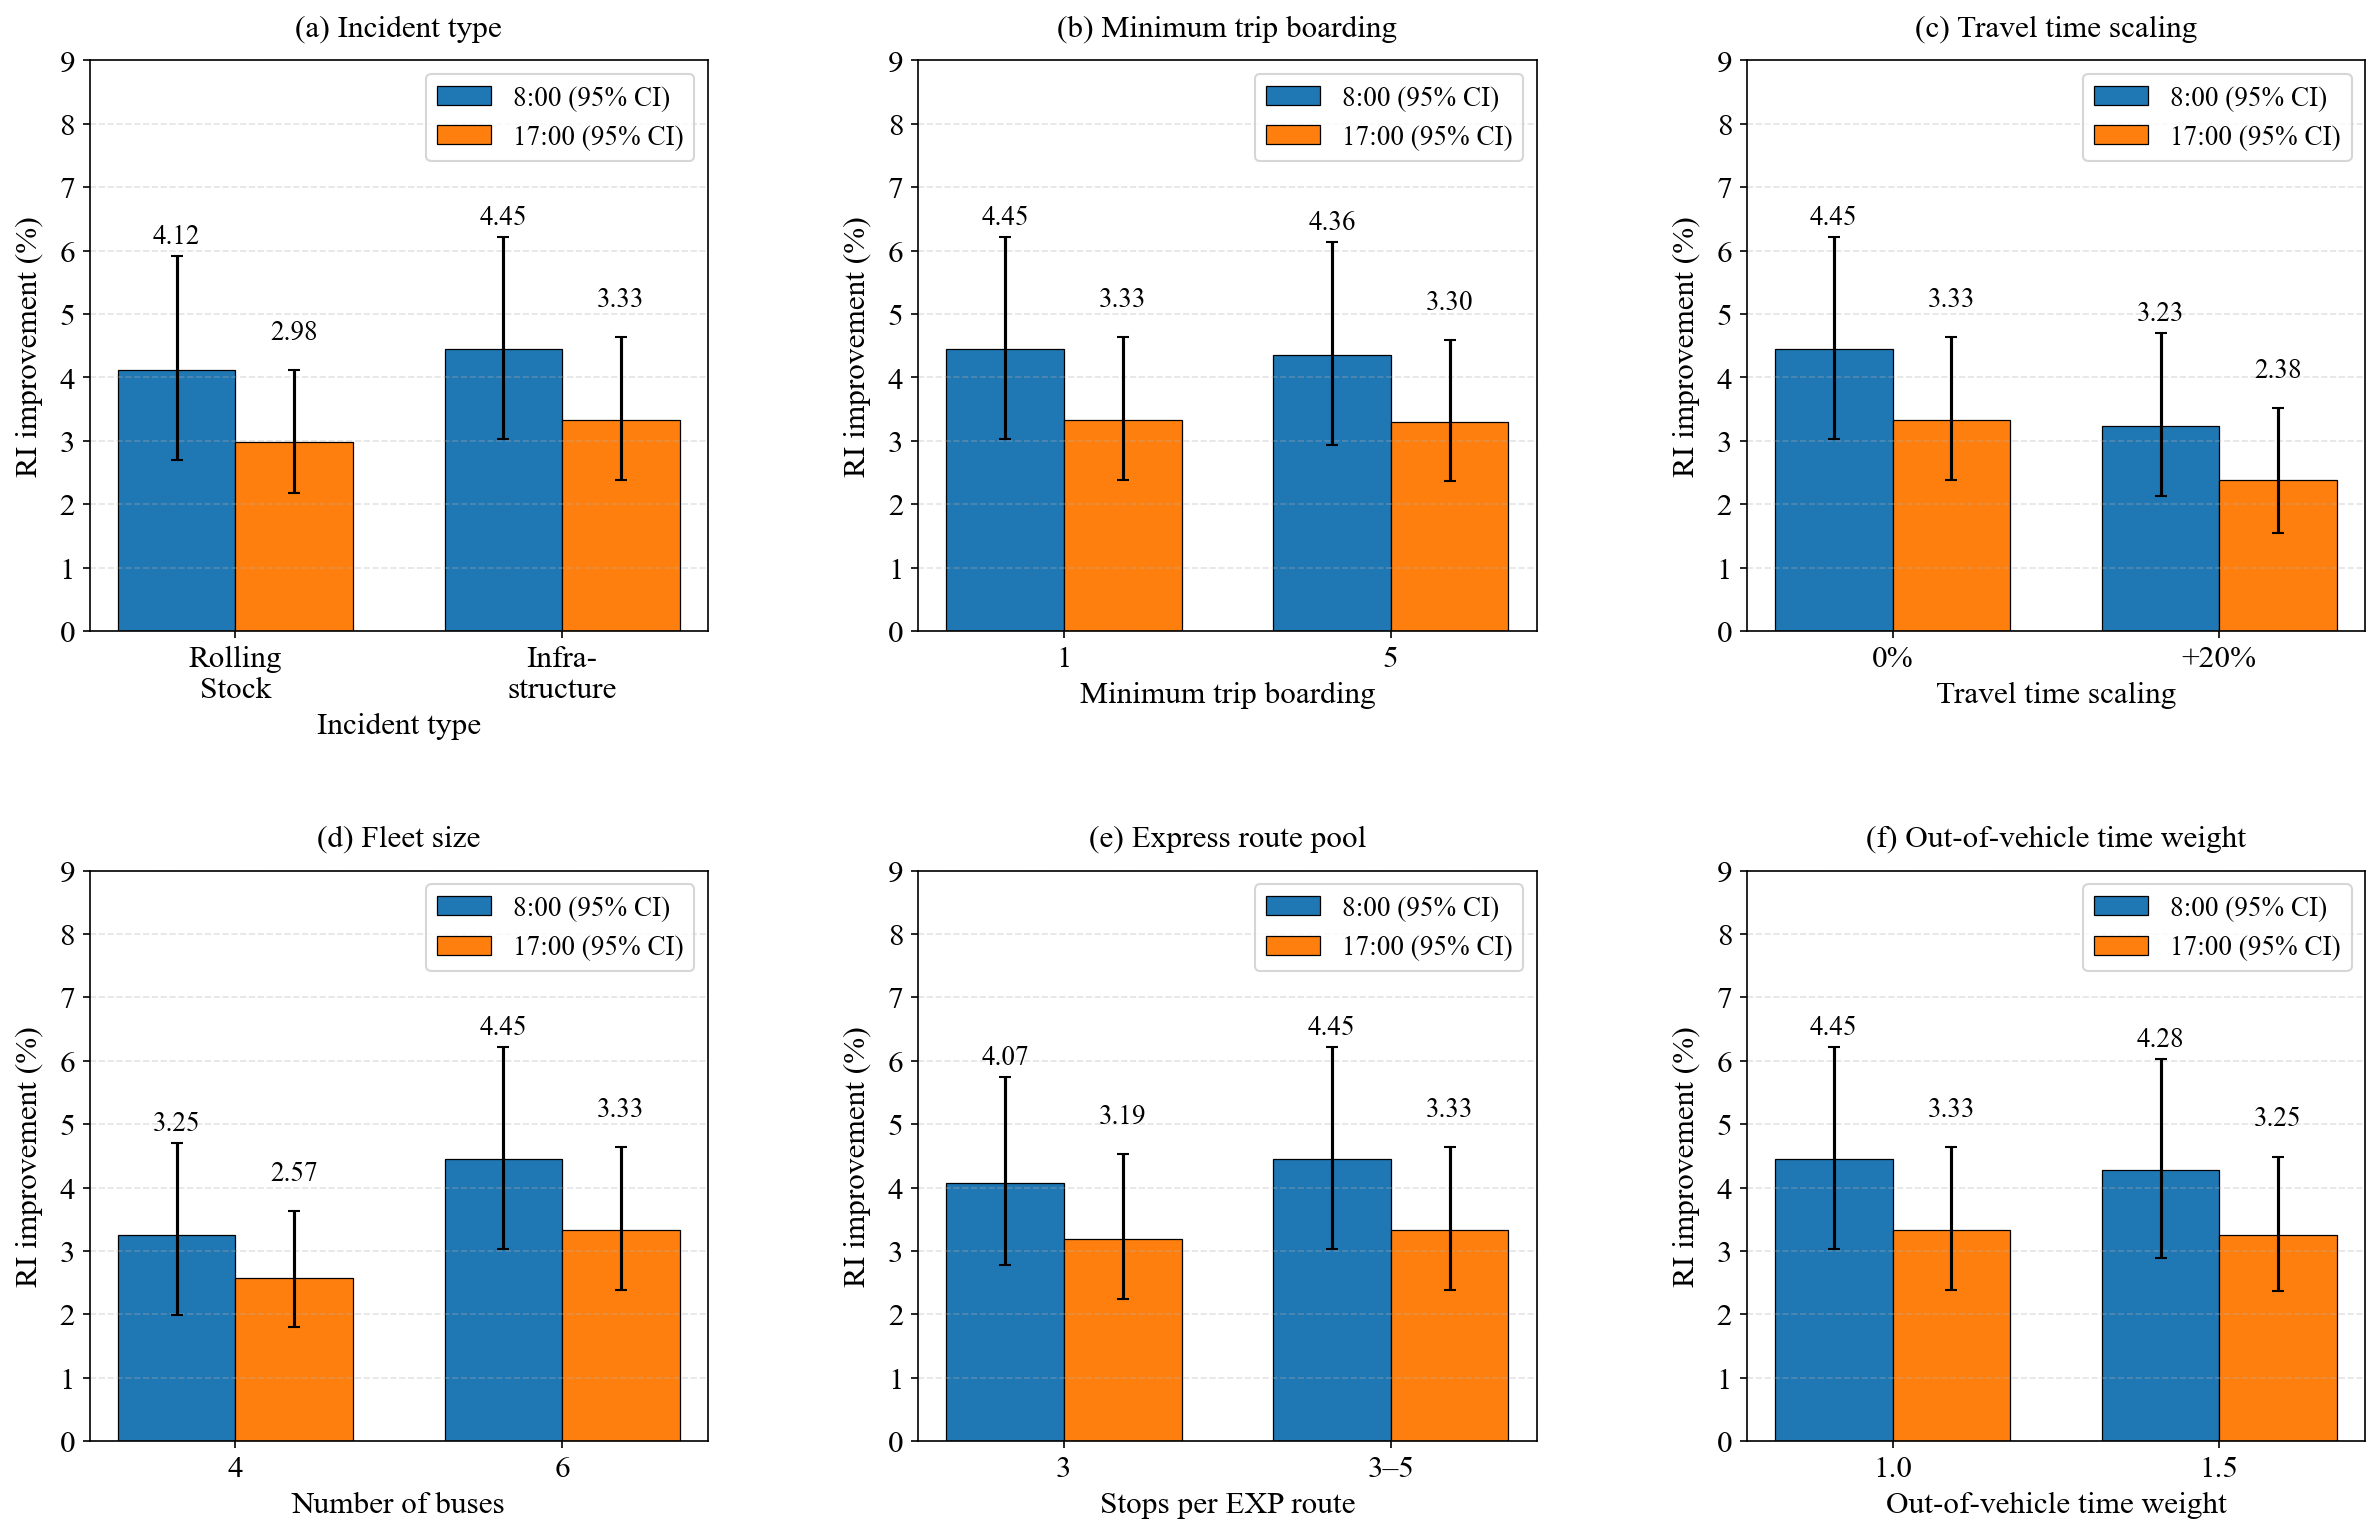 (a) Incident type
9
8
7
6
5
4
3
2
1
0
RI improvement (%)
8:00 (95% CI)
17:00 (95% CI)
4.12
2.98
4.45
3.33
Rolling
Stock
Infra-
structure
Incident type
(b) Minimum trip boarding
9
8
7
6
5
4
3
2
1
0
RI improvement (%)
8:00 (95% CI)
17:00 (95% CI)
4.45
3.33
4.36
3.30
1
5
Minimum trip boarding
(c) Travel time scaling
9
8
7
6
5
4
3
2
1
0
RI improvement (%)
8:00 (95% CI)
17:00 (95% CI)
4.45
3.33
3.23
2.38
0%
+20%
Travel time scaling
(d) Fleet size
9
8
7
6
5
4
3
2
1
0
RI improvement (%)
8:00 (95% CI)
17:00 (95% CI)
3.25
2.57
4.45
3.33
4
6
Number of buses
(e) Express route pool
9
8
7
6
5
4
3
2
1
0
RI improvement (%)
8:00 (95% CI)
17:00 (95% CI)
4.07
3.19
4.45
3.33
3
3–5
Stops per EXP route
(f) Out-of-vehicle time weight
9
8
7
6
5
4
3
2
1
0
RI improvement (%)
8:00 (95% CI)
17:00 (95% CI)
4.45
3.33
4.28
3.25
1.0
1.5
Out-of-vehicle time weight